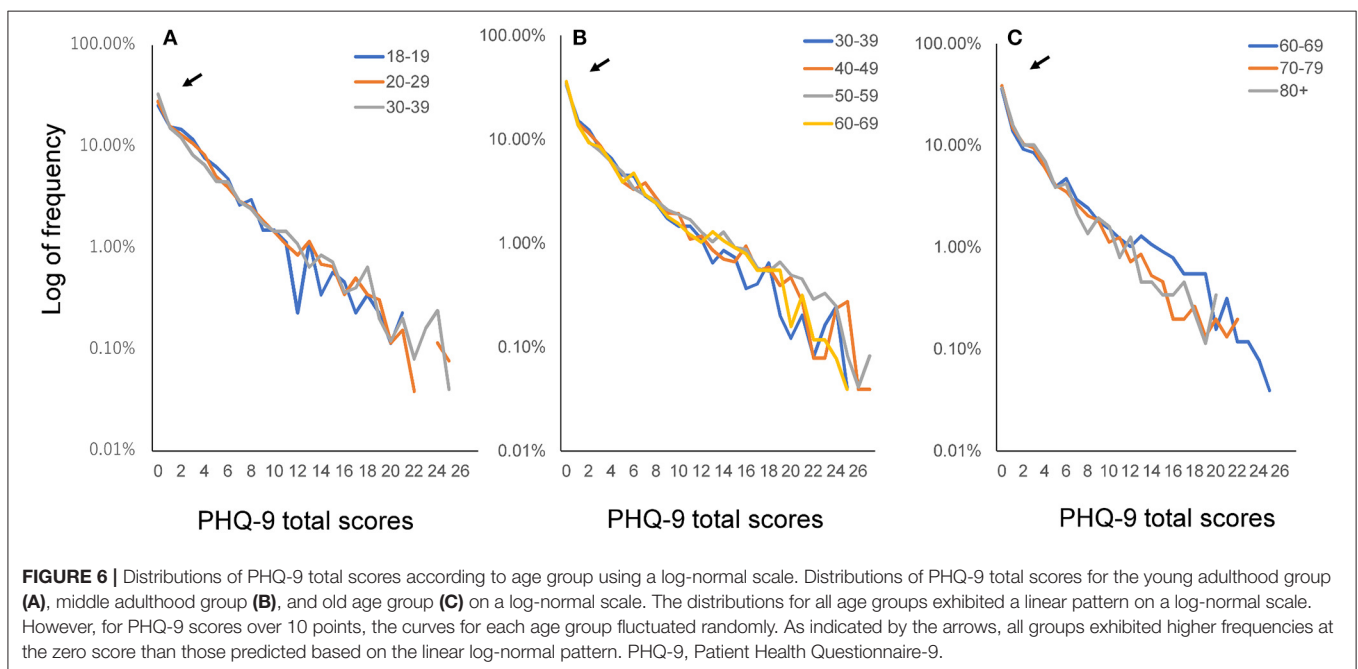 A
B
C
100.00%
10.00%
1.00%
0.10%
0.01%
Log of frequency
18-19
20-29
30-39
0 2 4 6 8 10 12 14 16 18 20 22 24 26
PHQ-9 total scores
100.00%
10.00%
1.00%
0.10%
0.01%
30-39
40-49
50-59
60-69
0 2 4 6 8 10 12 14 16 18 20 22 24 26
PHQ-9 total scores
100.00%
10.00%
1.00%
0.10%
0.01%
60-69
70-79
80+
0 2 4 6 8 10 12 14 16 18 20 22 24 26
PHQ-9 total scores
FIGURE 6 | Distributions of PHQ-9 total scores according to age group using a log-normal scale. Distributions of PHQ-9 total scores for the young adulthood group
(A), middle adulthood group (B), and old age group (C) on a log-normal scale. The distributions for all age groups exhibited a linear pattern on a log-normal scale.
However, for PHQ-9 scores over 10 points, the curves for each age group fluctuated randomly. As indicated by the arrows, all groups exhibited higher frequencies at
the zero score than those predicted based on the linear log-normal pattern. PHQ-9, Patient Health Questionnaire-9.